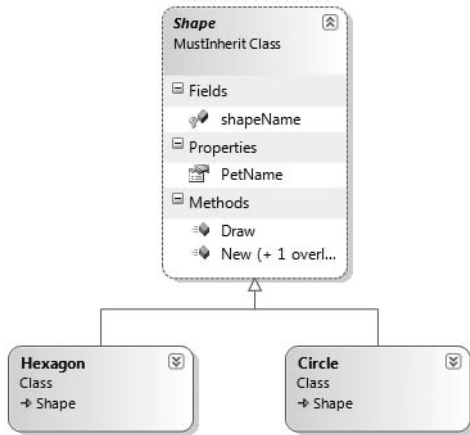 Shape
MustInherit Class
Fields
shapeName
Properties
PetName
Methods
Draw
New (+ 1 overl...
Hexagon
Class
Shape
Circle
Class
Shape